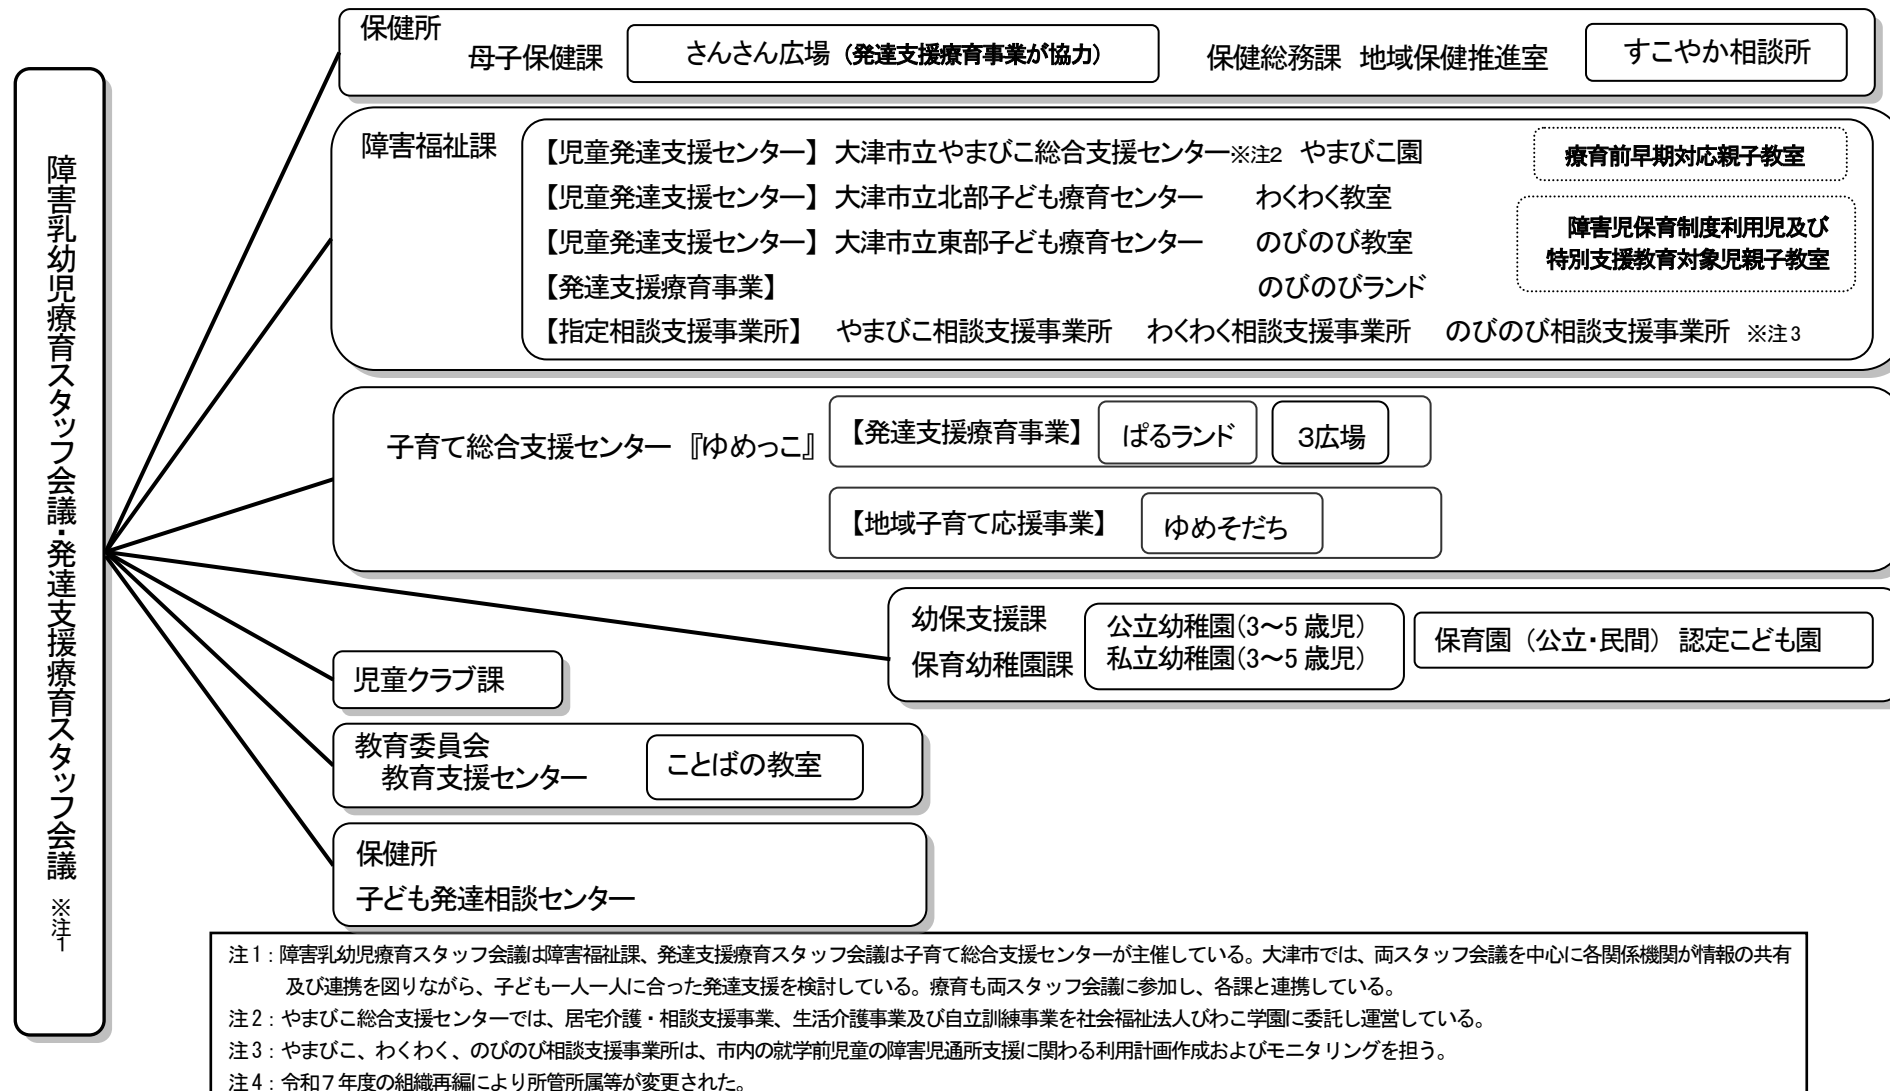 障害乳幼児療育スタッフ会議・発達支援療育スタッフ会議 ※注1
保健所
母子保健課 さんさん広場（発達支援療育事業が協力） 保健総務課 地域保健推進室 すこやか相談所
障害福祉課
【児童発達支援センター】 大津市立やまびこ総合支援センター※注2 やまびこ園
【児童発達支援センター】 大津市立北部子ども療育センター わくわく教室
【児童発達支援センター】 大津市立東部子ども療育センター のびのび教室
【発達支援療育事業】 のびのびランド
【指定相談支援事業所】 やまびこ相談支援事業所 わくわく相談支援事業所 のびのび相談支援事業所 ※注3
療育前早期対応親子教室
障害児保育制度利用児及び
特別支援教育対象児親子教室
子育て総合支援センター 『ゆめっこ』
【発達支援療育事業】 ぱるランド 3広場
【地域子育て応援事業】 ゆめそだち
幼保支援課
保育幼稚園課
公立幼稚園(3～5歳児)
私立幼稚園(3～5歳児)
保育園（公立・民間）認定こども園
児童クラブ課
教育委員会
教育支援センター
ことばの教室
保健所
子ども発達相談センター
注1：障害乳幼児療育スタッフ会議は障害福祉課、発達支援療育スタッフ会議は子育て総合支援センターが主催している。大津市では、両スタッフ会議を中心に各関係機関が情報の共有
及び連携を図りながら、子ども一人一人に合った発達支援を検討している。療育も両スタッフ会議に参加し、各課と連携している。
注2：やまびこ総合支援センターでは、居宅介護・相談支援事業、生活介護事業及び自立訓練事業を社会福祉法人びわこ学園に委託し運営している。
注3：やまびこ、わくわく、のびのび相談支援事業所は、市内の就学前児童の障害児通所支援に関わる利用計画作成およびモニタリングを担う。
注4：令和7年度の組織再編により所管所属等が変更された。